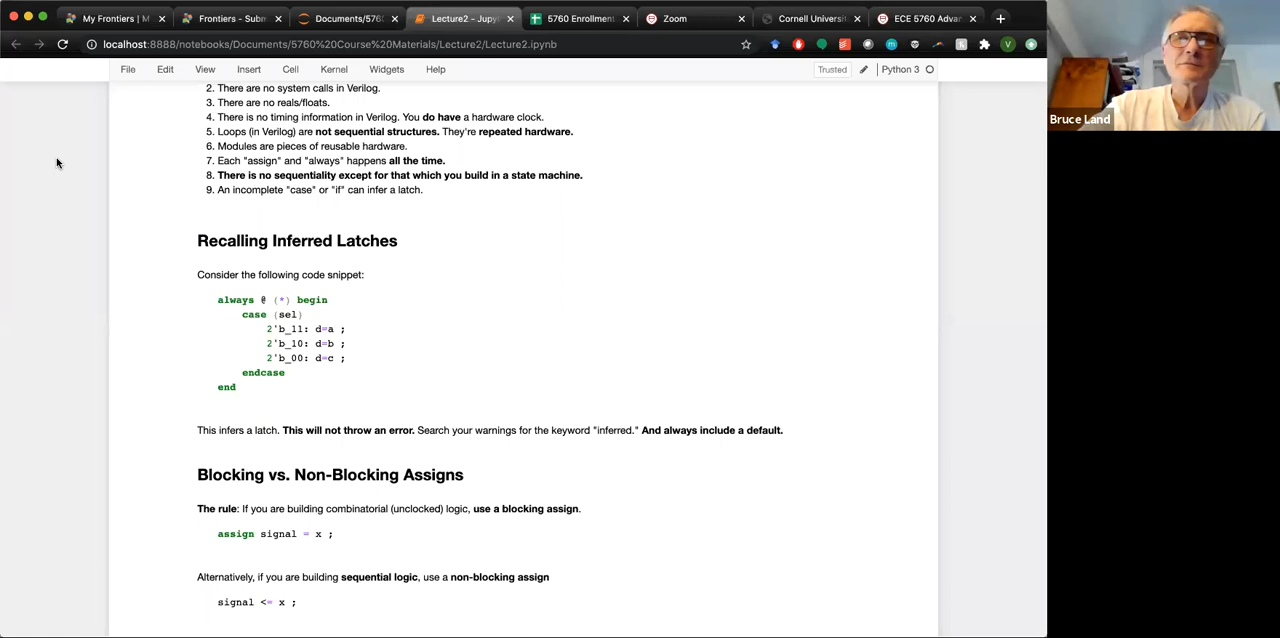 My Frontiers | M
Frontiers - Subm
Documents/576
Lecture2 - Jupy
5760 Enrollment
Zoom
Cornell Universi
ECE 5760 Adva
localhost:8888/notebooks/Documents/5760%20Course%20Materials/Lecture2/Lecture2.ipynb
V
File Edit View Insert Cell Kernel Widgets Help
Trusted
Python 3
Bruce Land
2. There are no system calls in Verilog.
3. There are no reals/floats.
4. There is no timing information in Verilog. You do have a hardware clock.
5. Loops (in Verilog) are not sequential structures. They're repeated hardware.
6. Modules are pieces of reusable hardware.
7. Each "assign" and "always" happens all the time.
8. There is no sequentiality except for that which you build in a state machine.
9. An incomplete "case" or "if" can infer a latch.
Recalling Inferred Latches
Consider the following code snippet:
always @ (*) begin
case (sel)
2'b_11: d=a ;
2'b_10: d=b ;
2'b_00: d=c ;
endcase
end
This infers a latch. This will not throw an error. Search your warnings for the keyword "inferred." And always include a default.
Blocking vs. Non-Blocking Assigns
The rule: If you are building combinatorial (unclocked) logic, use a blocking assign.
assign signal = x ;
Alternatively, if you are building sequential logic, use a non-blocking assign
signal <= x ;